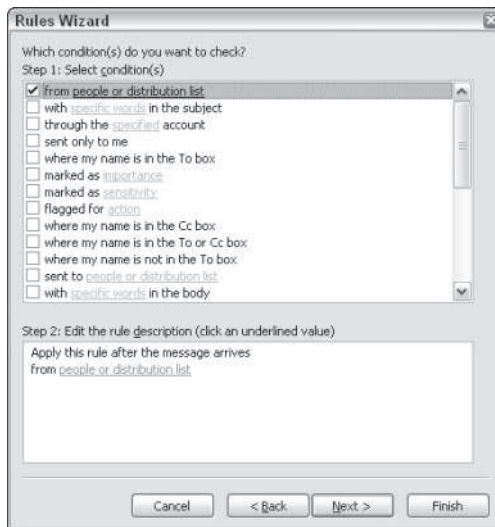 Rules Wizard
Which condition(s) do you want to check?
Step 1: Select condition(s)
from people or distribution list
with specific words in the subject
through the specified account
sent only to me
where my name is in the To box
marked as importance
marked as sensitivity
flagged for action
where my name is in the Cc box
where my name is in the To or Cc box
where my name is not in the To box
sent to people or distribution list
with specific words in the body
Step 2: Edit the rule description (click an underlined value)
Apply this rule after the message arrives
from people or distribution list
Cancel < Back Next > Finish